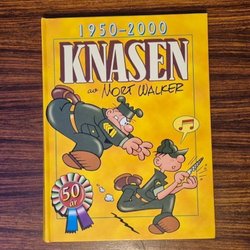 1950-2000
KNASEN
av MORT WALKER
50
år